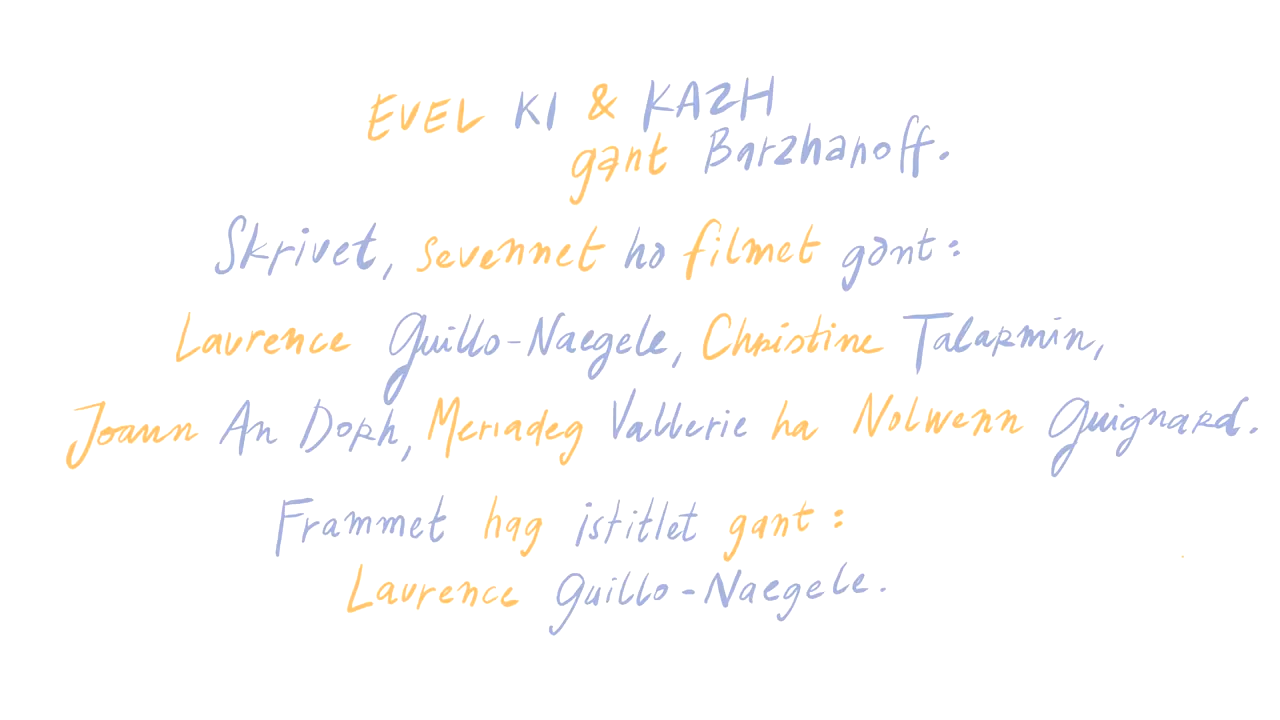 EVEL KI & KAZH
gant Barzhanoff.
Skrivet, sevennet ha filmet gant:
Laurence Guillo-Naegele, Christine Talarmin,
Joann An Dorh, Meriadeg Vallerie ha Nolwenn Guignard.
Frammet hag istitlet gant:
Laurence Guillo-Naegele.